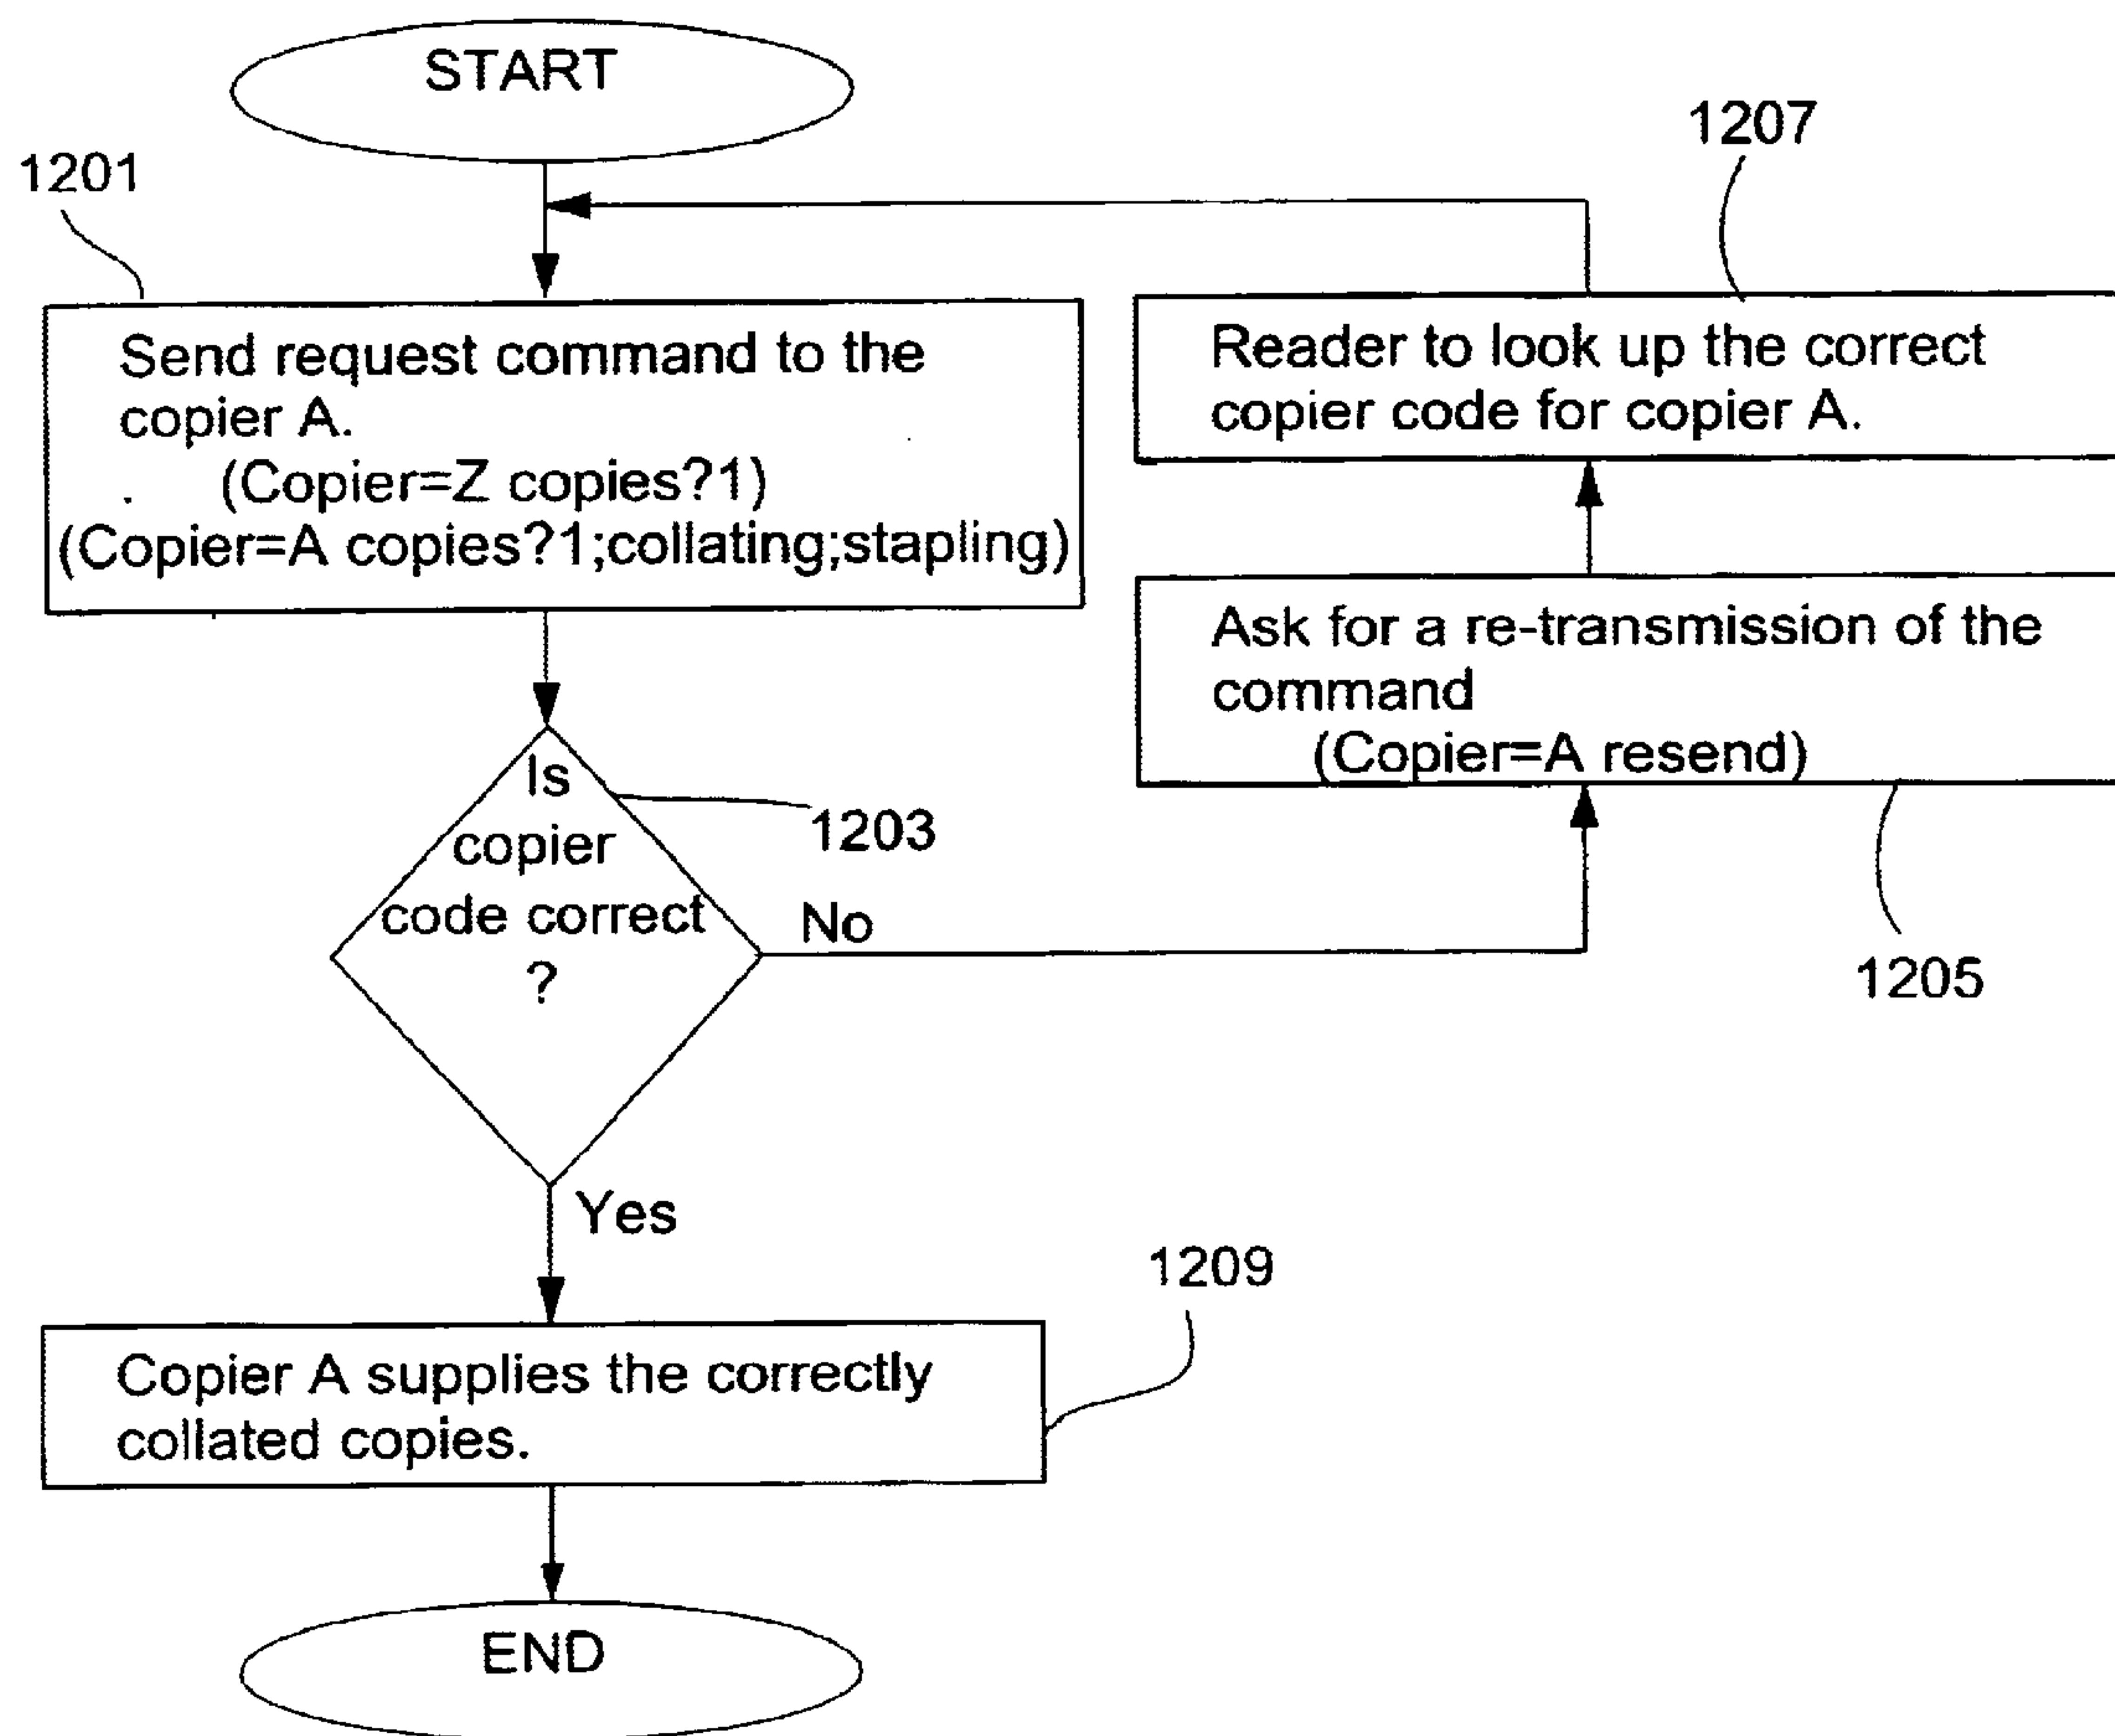 START
1201
Send request command to the
copier A.
(Copier=Z copies?1)
(Copier=A copies?1;collating;stapling)
Is
copier
code correct
?
1203
No
Yes
1207
Reader to look up the correct
copier code for copier A.
Ask for a re-transmission of the
command
(Copier=A resend)
1205
1209
Copier A supplies the correctly
collated copies.
END